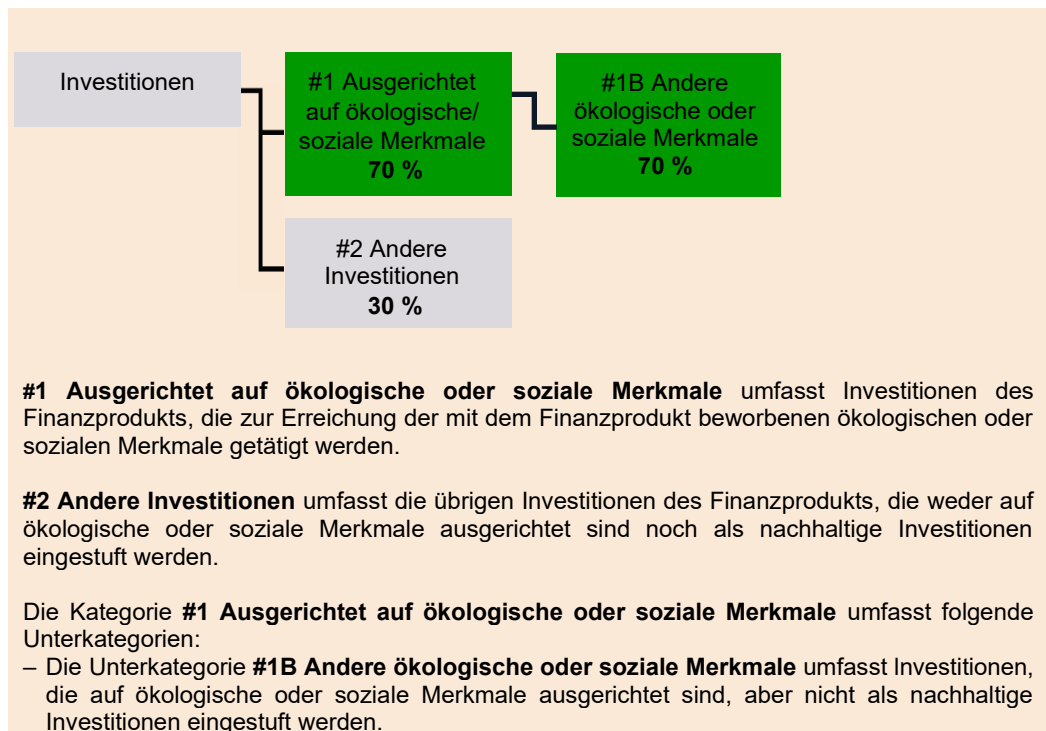 Investitionen
#1 Ausgerichtet
auf ökologische/
soziale Merkmale
70 %
#1B Andere
ökologische oder
soziale Merkmale
70 %
#2 Andere
Investitionen
30 %
#1 Ausgerichtet auf ökologische oder soziale Merkmale umfasst Investitionen des
Finanzprodukts, die zur Erreichung der mit dem Finanzprodukt beworbenen ökologischen oder
sozialen Merkmale getätigt werden.
#2 Andere Investitionen umfasst die übrigen Investitionen des Finanzprodukts, die weder auf
ökologische oder soziale Merkmale ausgerichtet sind noch als nachhaltige Investitionen
eingestuft werden.
Die Kategorie #1 Ausgerichtet auf ökologische oder soziale Merkmale umfasst folgende
Unterkategorien:
– Die Unterkategorie #1B Andere ökologische oder soziale Merkmale umfasst Investitionen,
die auf ökologische oder soziale Merkmale ausgerichtet sind, aber nicht als nachhaltige
Investitionen eingestuft werden.